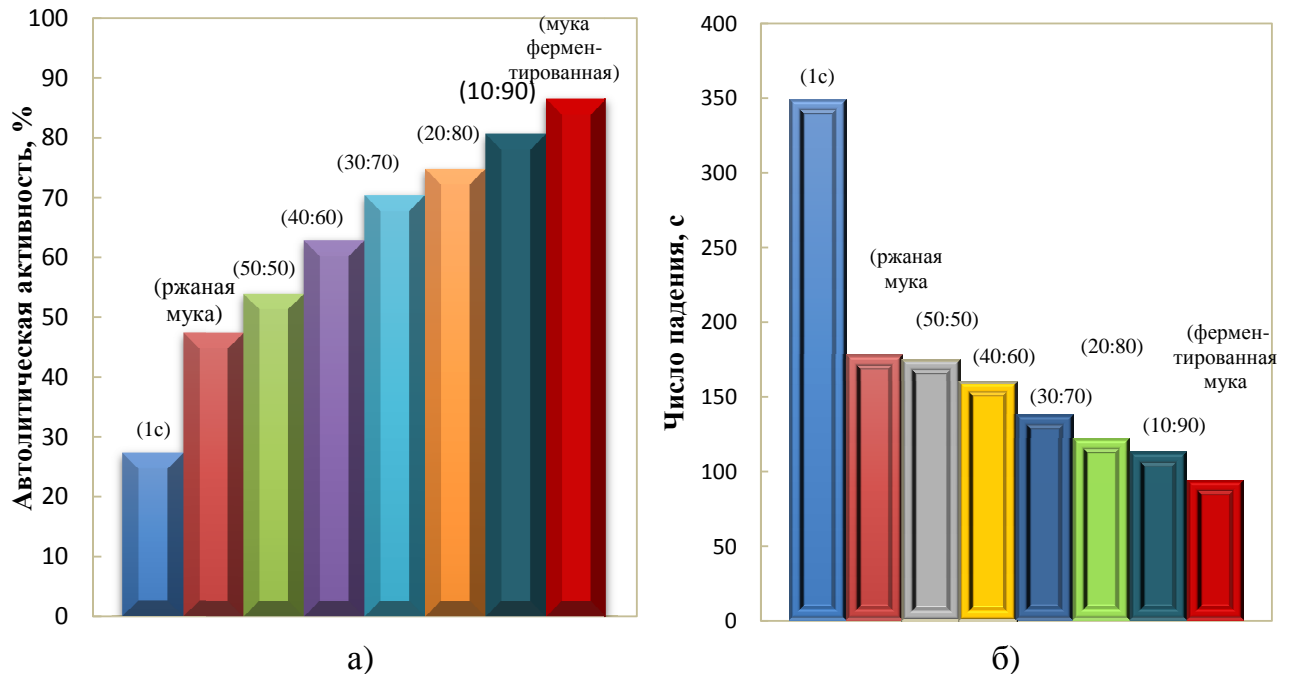 Автолитическая активность, %
100
90
80
70
60
50
40
30
20
10
0
(1с)
(ржаная
мука)
(50:50)
(40:60)
(30:70)
(20:80)
(10:90)
(мука
фермен-
тированная)
а)
Число падения, с
400
350
300
250
200
150
100
50
0
(1с)
(ржаная
мука
(50:50)
(40:60)
(30:70)
(20:80)
(10:90)
(фермен-
тированная
мука
б)